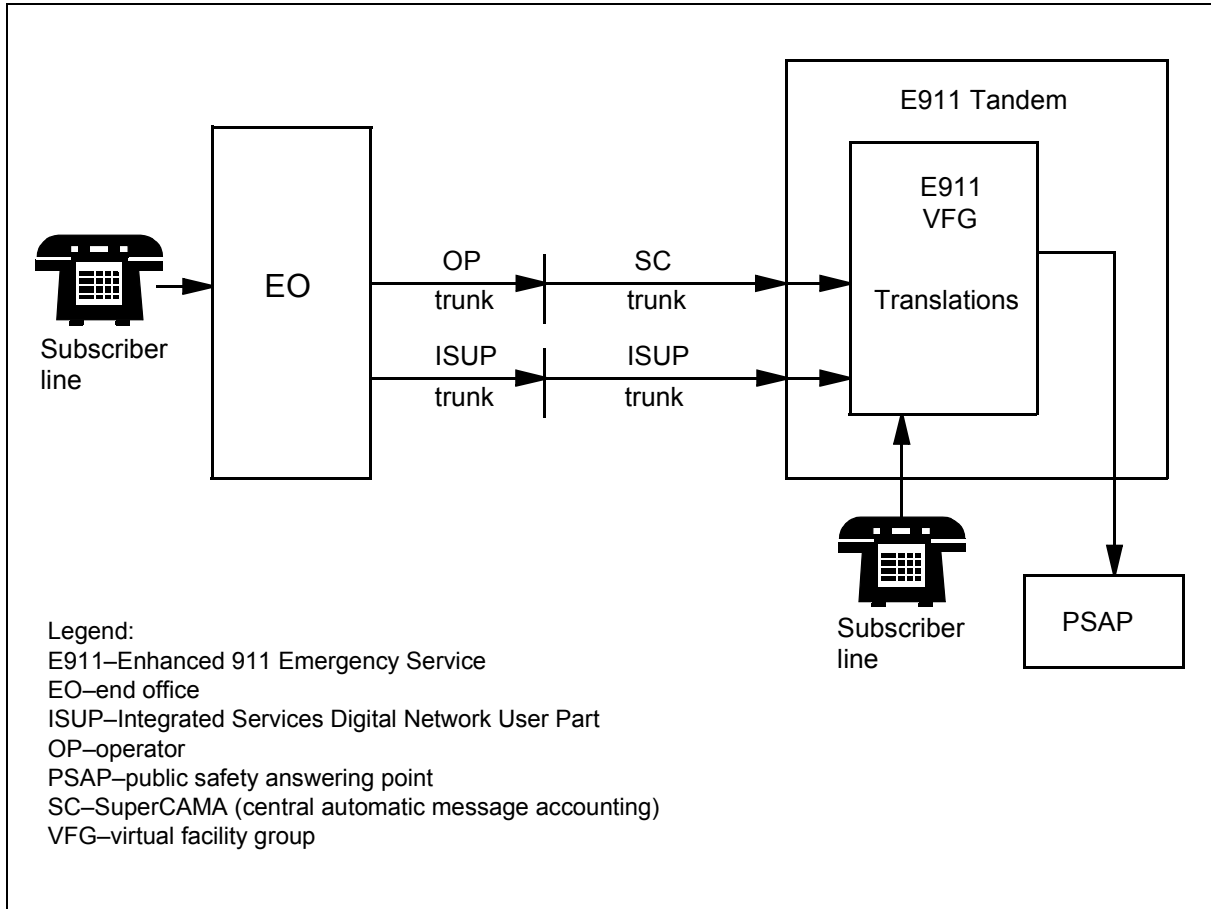 E911 Tandem
E911
VFG
Translations
EO
OP
trunk
SC
trunk
ISUP
trunk
ISUP
trunk
Subscriber
line
Subscriber
line
PSAP
Legend:
E911–Enhanced 911 Emergency Service
EO–end office
ISUP–Integrated Services Digital Network User Part
OP–operator
PSAP–public safety answering point
SC–SuperCAMA (central automatic message accounting)
VFG–virtual facility group